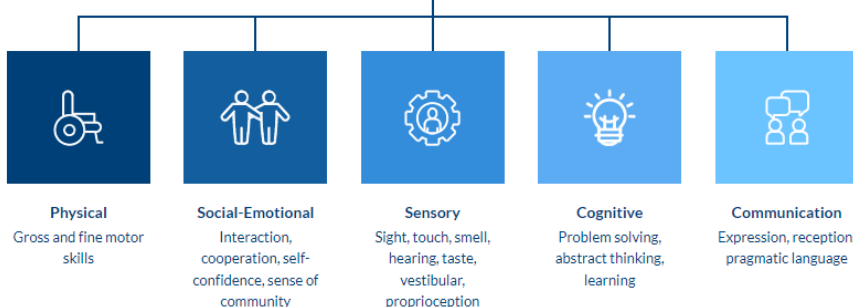 Physical
Gross and fine motor
skills
Social-Emotional
Interaction,
cooperation, self-
confidence, sense of
community
Sensory
Sight, touch, smell,
hearing, taste,
vestibular,
proprioception
Cognitive
Problem solving,
abstract thinking,
learning
Communication
Expression, reception
pragmatic language